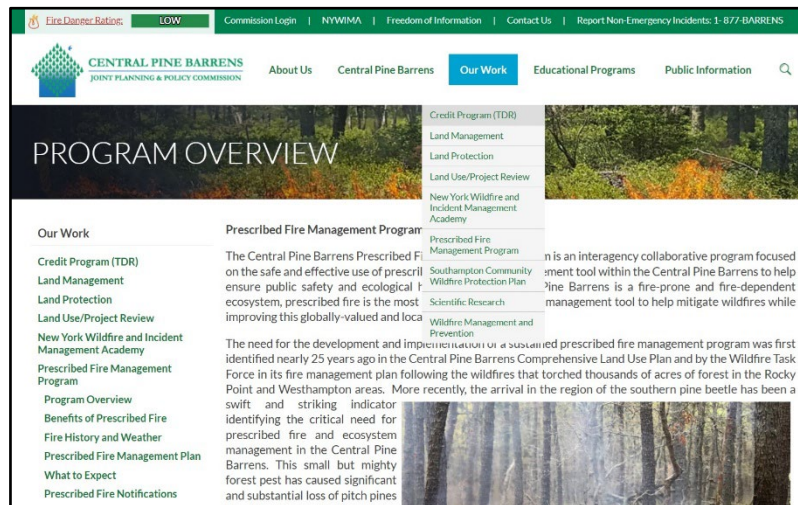 Fire Danger Rating: LOW Commission Login | NYWIMA | Freedom of Information | Contact Us | Report Non-Emergency Incidents: 1-877-BARRENS
CENTRAL PINE BARRENS
JOINT PLANNING & POLICY COMMISSION
About Us Central Pine Barrens Our Work Educational Programs Public Information
Credit Program (TDR)
Land Management
Land Protection
Land Use/Project Review
New York Wildfire and
Incident Management
Academy
Prescribed Fire
Management Program
Southampton Community
Wildfire Protection Plan
Scientific Research
Wildfire Management and
Prevention
PROGRAM OVERVIEW
Our Work
Credit Program (TDR)
Land Management
Land Protection
Land Use/Project Review
New York Wildfire and Incident
Management Academy
Prescribed Fire Management
Program
Program Overview
Benefits of Prescribed Fire
Fire History and Weather
Prescribed Fire Management Plan
What to Expect
Prescribed Fire Notifications
Prescribed Fire Management Program
The Central Pine Barrens Prescribed is an interagency collaborative program focused
on the safe and effective use of tool within the Central Pine Barrens to help
ensure public safety and ecological Pine Barrens is a fire-prone and fire-dependent
ecosystem, prescribed fire is the most management tool to help mitigate wildfires while
improving this globally-valued and
The need for the development and implementation of a sustained prescribed fire management program was first
identified nearly 25 years ago in the Central Pine Barrens Comprehensive Land Use Plan and by the Wildfire Task
Force in its fire management plan following the wildfires that torched thousands of acres of forest in the Rocky
Point and Westhampton areas. More recently, the arrival in the region of the southern pine beetle has been a
swift and striking indicator
identifying the critical need for
prescribed fire and ecosystem
management in the Central Pine
Barrens. This small but mighty
forest pest has caused significant
and substantial loss of pitch pines